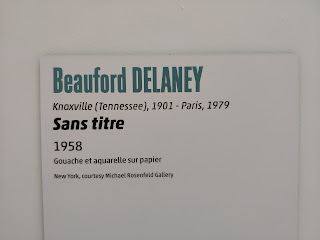 Beauford DELANEY
Knoxville (Tennessee), 1901 - Paris, 1979
Sans titre
1958
Gouache et aquarelle sur papier
New York, courtesy Michael Rosenfeld Gallery